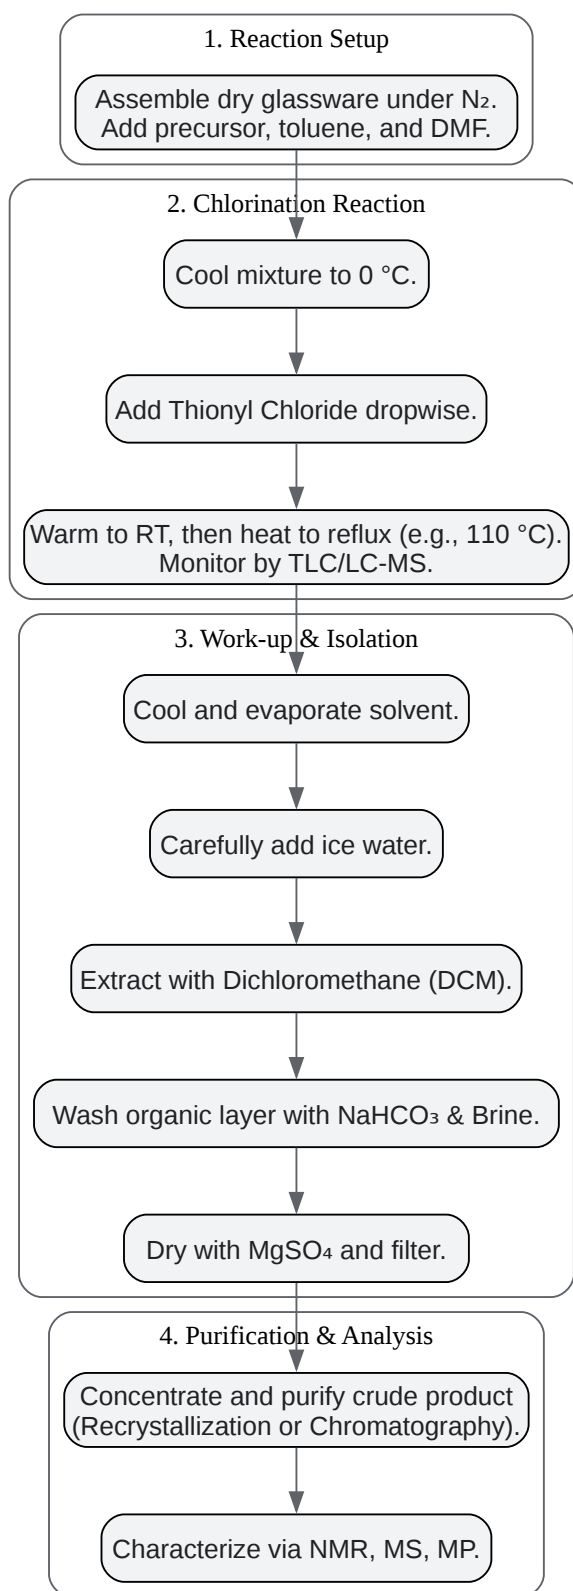 1. Reaction Setup
Assemble dry glassware under N₂.
Add precursor, toluene, and DMF.
2. Chlorination Reaction
Cool mixture to 0 °C.
Add Thionyl Chloride dropwise.
Warm to RT, then heat to reflux (e.g., 110 °C).
Monitor by TLC/LC-MS.
3. Work-up & Isolation
Cool and evaporate solvent.
Carefully add ice water.
Extract with Dichloromethane (DCM).
Wash organic layer with NaHCO₃ & Brine.
Dry with MgSO₄ and filter.
4. Purification & Analysis
Concentrate and purify crude product
(Recrystallization or Chromatography).
Characterize via NMR, MS, MP.